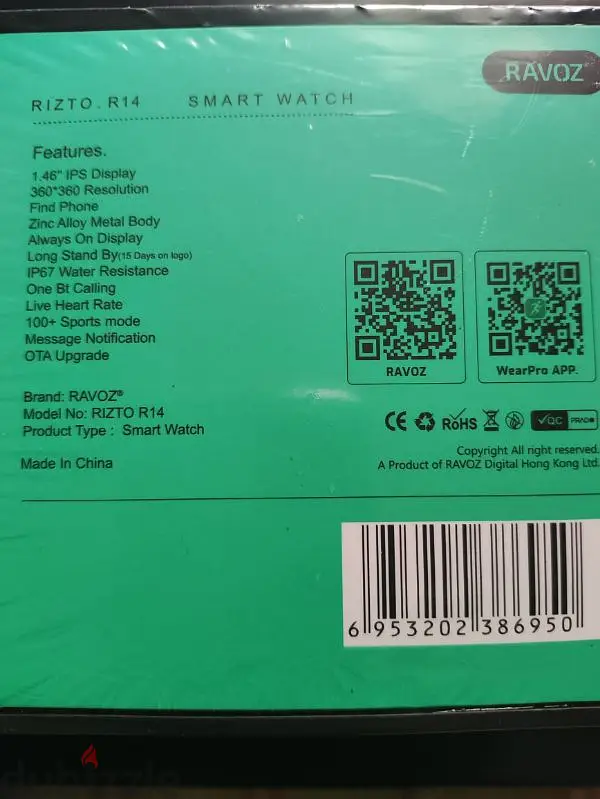 RAVOZ
RIZTO. R14 SMART WATCH
Features.
1.46" IPS Display
360*360 Resolution
Find Phone
Zinc Alloy Metal Body
Always On Display
Long Stand By(15 Days on logo)
IP67 Water Resistance
One Bt Calling
Live Heart Rate
100+ Sports mode
Message Notification
OTA Upgrade
RAVOZ
WearPro APP.
Brand: RAVOZ®
Model No: RIZTO R14
Product Type : Smart Watch
Made In China
CE RoHS QC
Copyright All right reserved.
A Product of RAVOZ Digital Hong Kong Ltd.
6 953202 386950
dubizzle